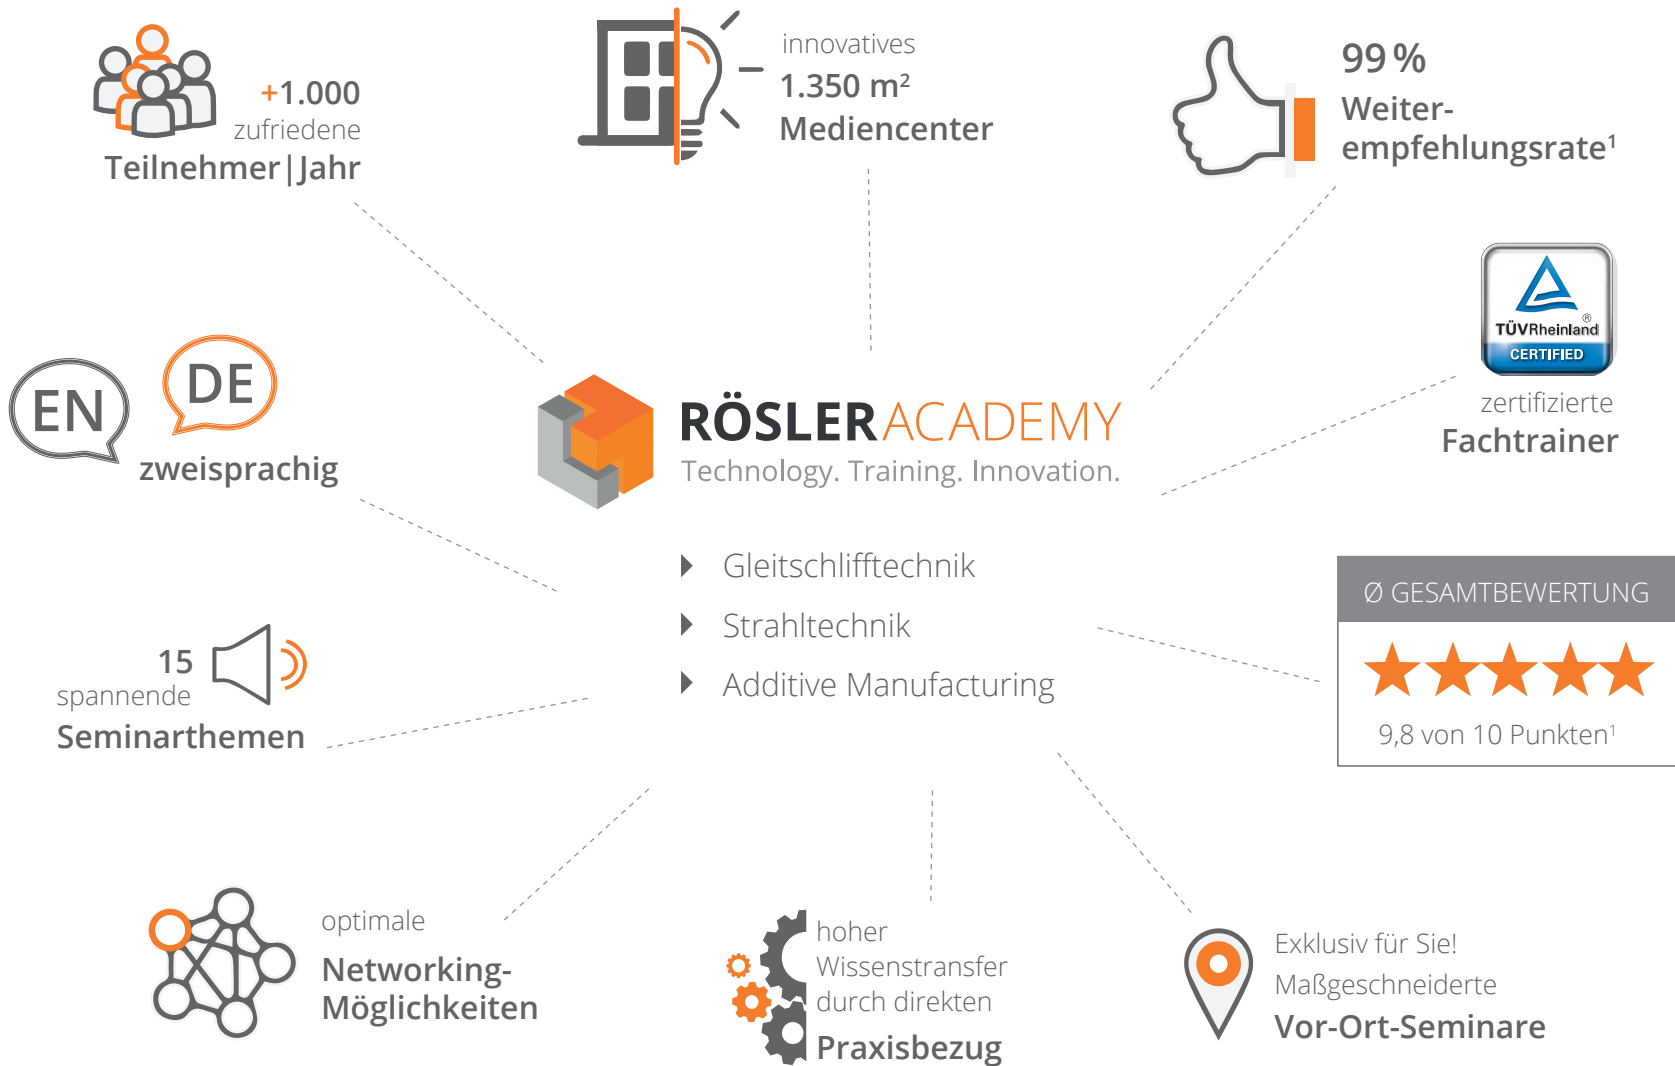 +1.000
zufriedene
Teilnehmer|Jahr
innovatives
1.350 m²
Mediencenter
99 %
Weiter-
empfehlungsrate¹
TÜVRheinland®
CERTIFIED
zertifizierte
Fachtrainer
EN
DE
zweisprachig
RÖSLERACADEMY
Technology. Training. Innovation.
Gleitschlifftechnik
Strahltechnik
Additive Manufacturing
Ø GESAMTBEWERTUNG
9,8 von 10 Punkten¹
15
spannende
Seminarthemen
optimale
Networking-
Möglichkeiten
hoher
Wissenstransfer
durch direkten
Praxisbezug
Exklusiv für Sie!
Maßgeschneiderte
Vor-Ort-Seminare